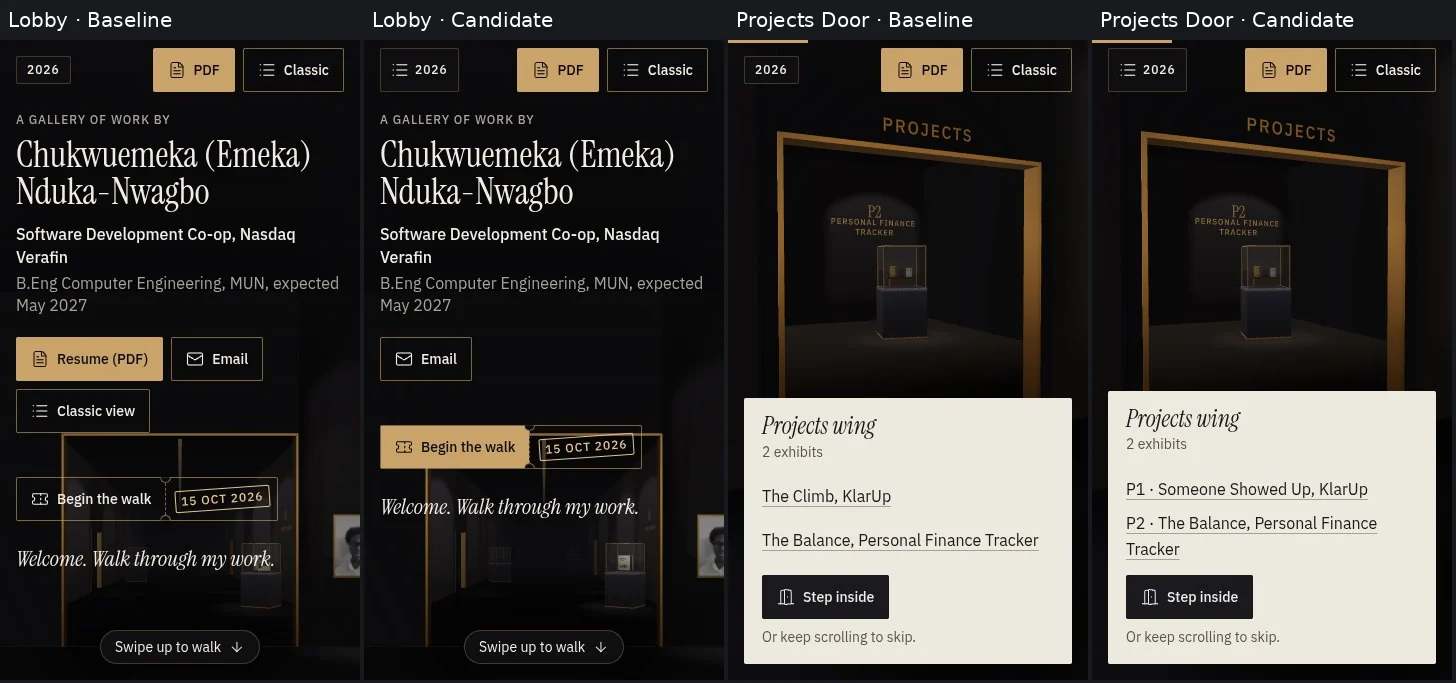 Lobby · Baseline
2026
PDF
Classic
A GALLERY OF WORK BY
Chukwuemeka (Emeka)
Nduka-Nwagbo
Software Development Co-op, Nasdaq
Verafin
B.Eng Computer Engineering, MUN, expected
May 2027
Resume (PDF)
Email
Classic view
Begin the walk
15 OCT 2026
Welcome. Walk through my work.
Swipe up to walk ↓
Lobby · Candidate
2026
PDF
Classic
A GALLERY OF WORK BY
Chukwuemeka (Emeka)
Nduka-Nwagbo
Software Development Co-op, Nasdaq
Verafin
B.Eng Computer Engineering, MUN, expected
May 2027
Email
Begin the walk
15 OCT 2026
Welcome. Walk through my work.
Swipe up to walk ↓
Projects Door · Baseline
2026
PDF
Classic
PROJECTS
P2
PERSONAL FINANCE
TRACKER
Projects wing
2 exhibits
The Climb, KlarUp
The Balance, Personal Finance Tracker
Step inside
Or keep scrolling to skip.
Projects Door · Candidate
2026
PDF
Classic
PROJECTS
P2
PERSONAL FINANCE
TRACKER
Projects wing
2 exhibits
P1 · Someone Showed Up, KlarUp
P2 · The Balance, Personal Finance
Tracker
Step inside
Or keep scrolling to skip.